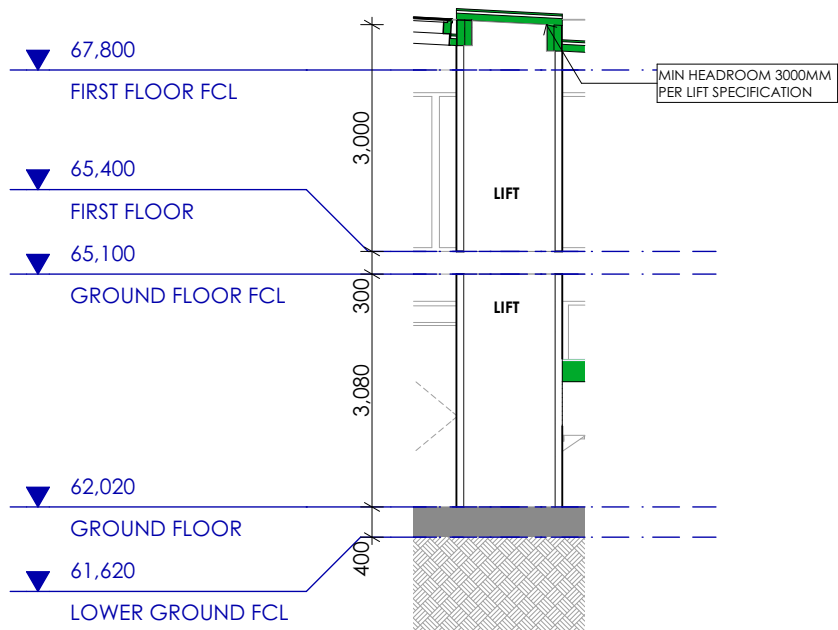 67,800
FIRST FLOOR FCL
MIN HEADROOM 3000MM
PER LIFT SPECIFICATION
3,000
65,400
FIRST FLOOR
LIFT
65,100
GROUND FLOOR FCL
300
LIFT
3,080
62,020
GROUND FLOOR
400
61,620
LOWER GROUND FCL